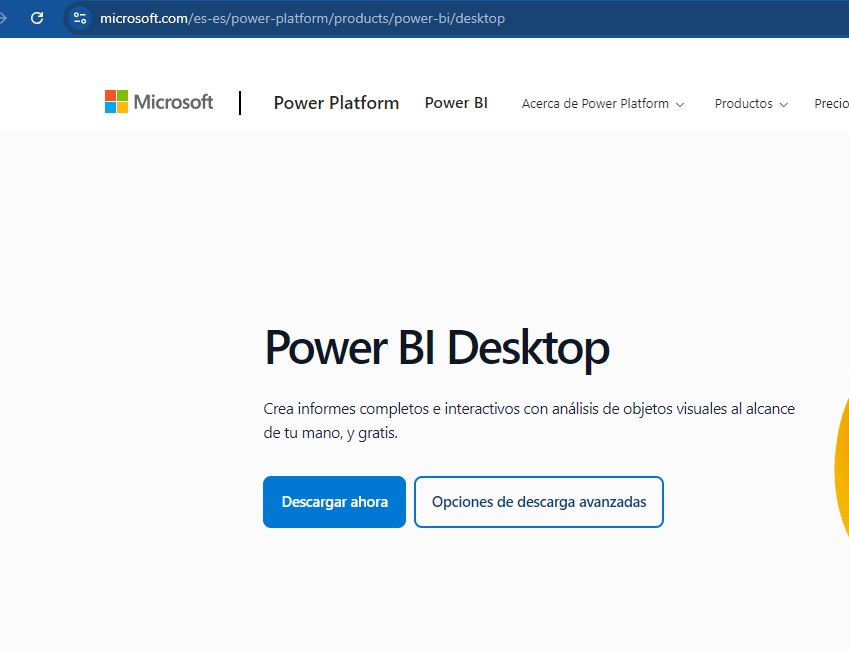 microsoft.com/es-es/power-platform/products/power-bi/desktop
Microsoft
Power Platform
Power BI
Acerca de Power Platform
Productos
Precio
Power BI Desktop
Crea informes completos e interactivos con análisis de objetos visuales al alcance
de tu mano, y gratis.
Descargar ahora
Opciones de descarga avanzadas